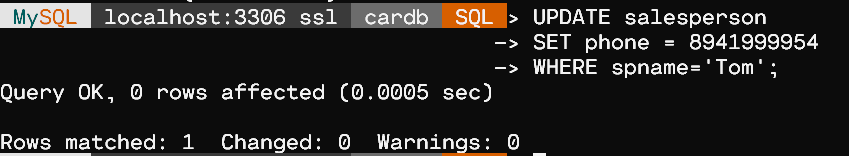 MySQL localhost:3306 ssl cardb SQL > UPDATE salesperson
-> SET phone = 8941999954
-> WHERE spname='Tom';
Query OK, 0 rows affected (0.0005 sec)
Rows matched: 1 Changed: 0 Warnings: 0